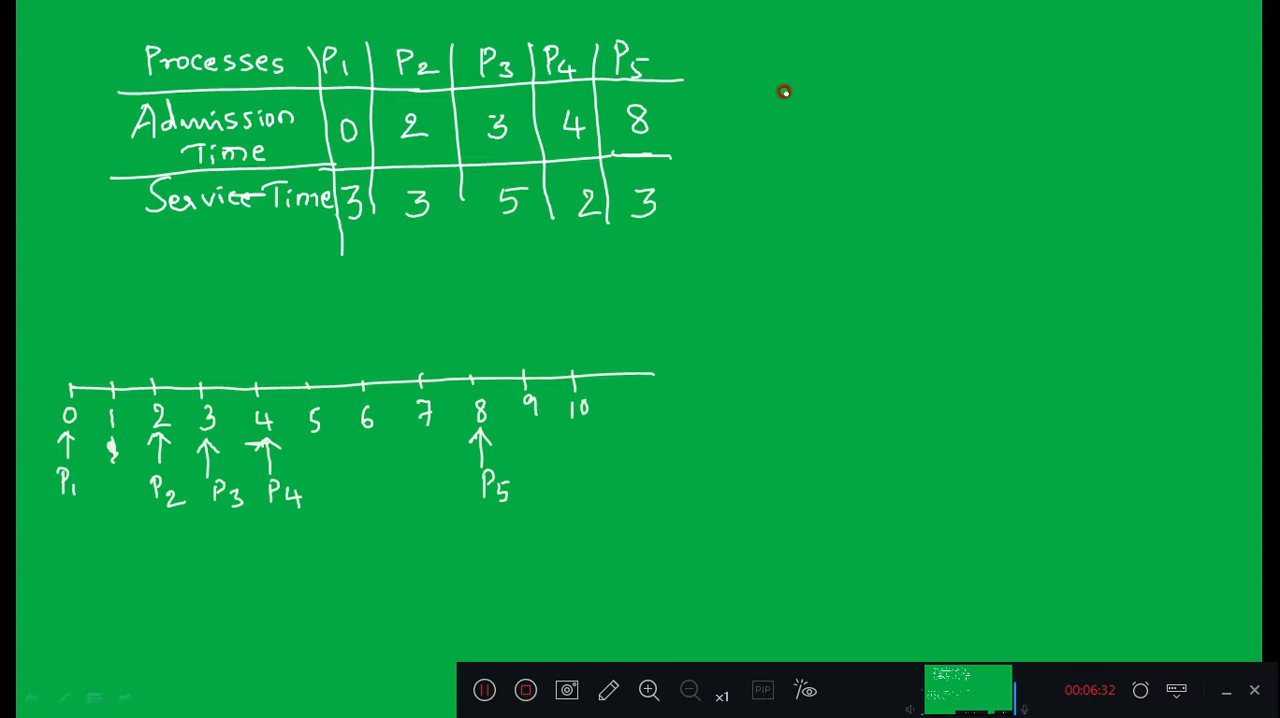 Processes P1 P2 P3 P4 P5
Admission Time 0 2 3 4 8
Service Time 3 3 5 2 3
0 1 2 3 4 5 6 7 8 9 10
P1 P2 P3 P4 P5
x1 PIP 00:06:32